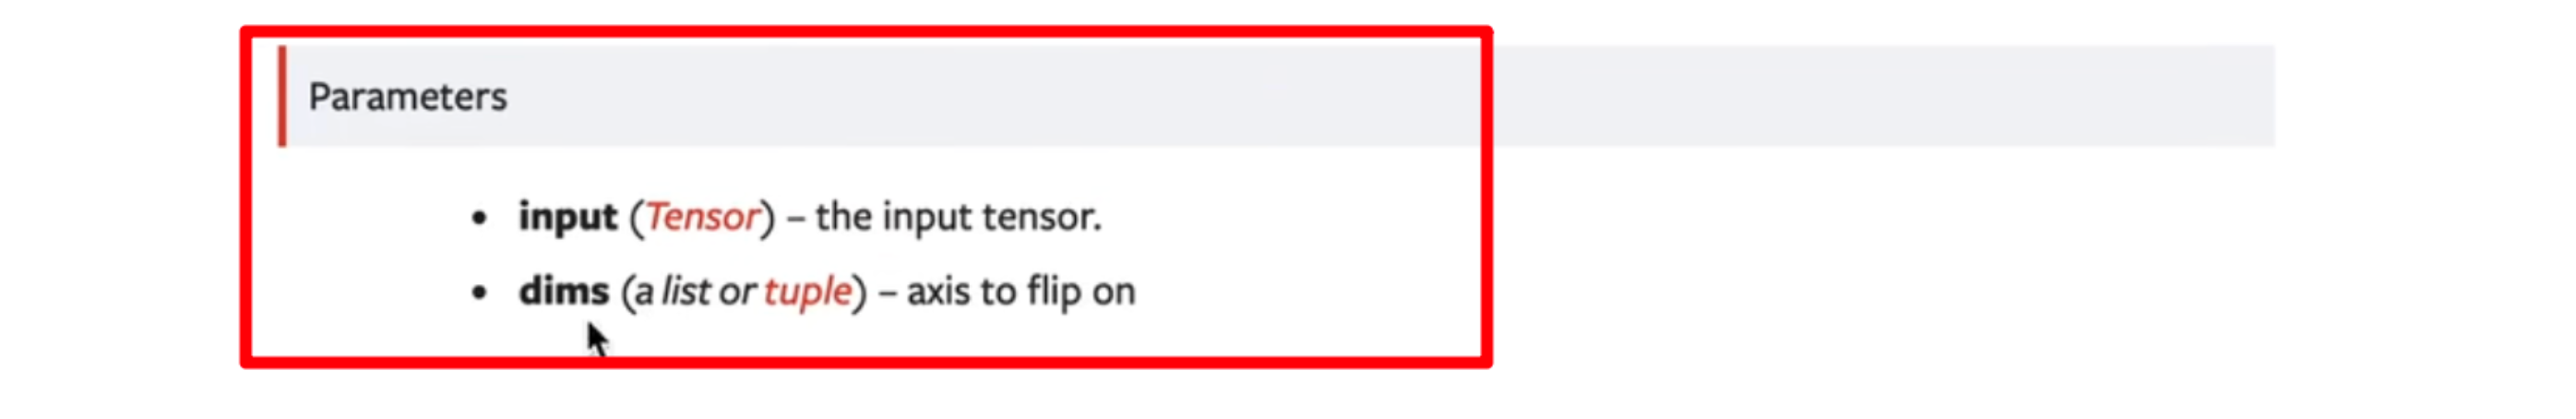 Parameters
• input (Tensor) – the input tensor.
• dims (a list or tuple) – axis to flip on